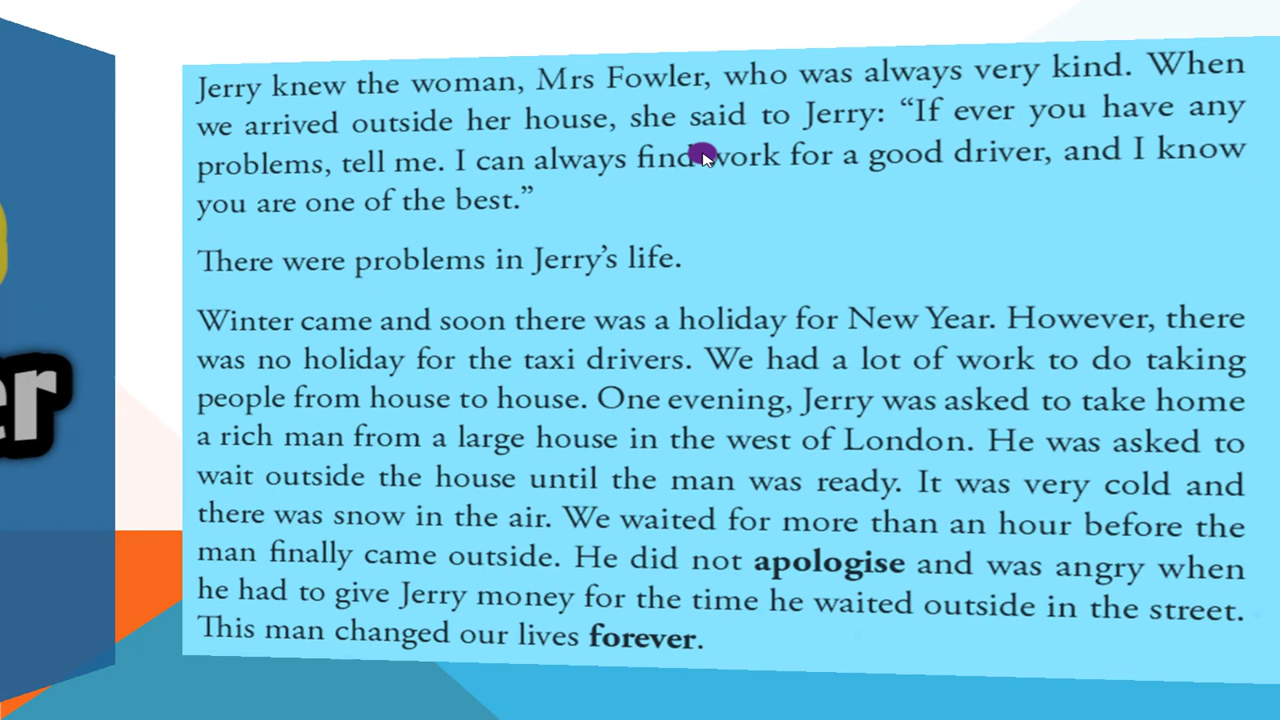 Jerry knew the woman, Mrs Fowler, who was always very kind. When
we arrived outside her house, she said to Jerry: “If ever you have any
problems, tell me. I can always find work for a good driver, and I know
you are one of the best.”
There were problems in Jerry’s life.
Winter came and soon there was a holiday for New Year. However, there
was no holiday for the taxi drivers. We had a lot of work to do taking
people from house to house. One evening, Jerry was asked to take home
a rich man from a large house in the west of London. He was asked to
wait outside the house until the man was ready. It was very cold and
there was snow in the air. We waited for more than an hour before the
man finally came outside. He did not apologise and was angry when
he had to give Jerry money for the time he waited outside in the street.
This man changed our lives forever.
er